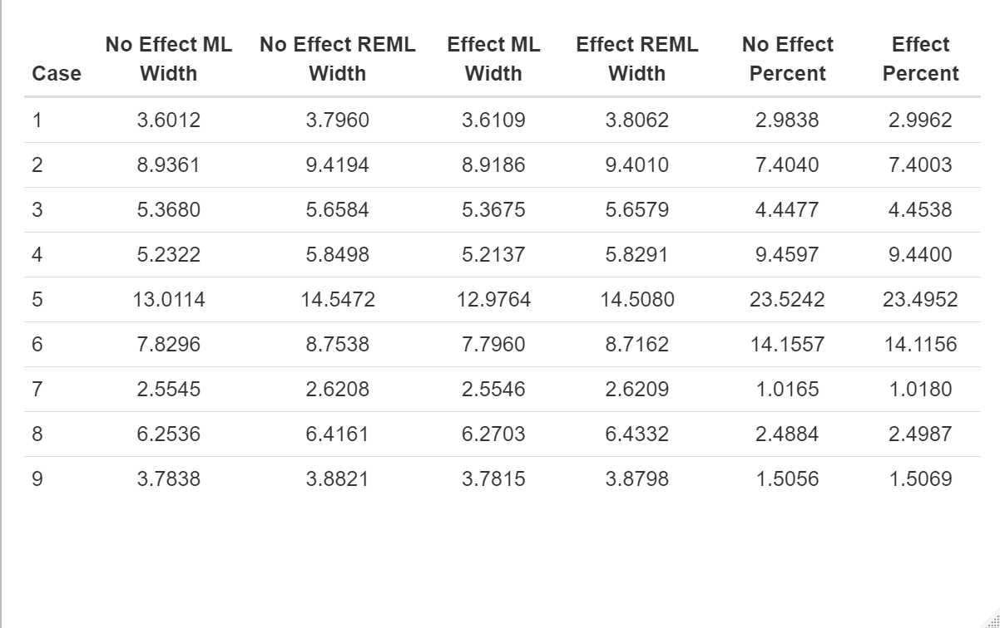 Case No Effect ML Width No Effect REML Width Effect ML Width Effect REML Width No Effect Percent Effect Percent
1 3.6012 3.7960 3.6109 3.8062 2.9838 2.9962
2 8.9361 9.4194 8.9186 9.4010 7.4040 7.4003
3 5.3680 5.6584 5.3675 5.6579 4.4477 4.4538
4 5.2322 5.8498 5.2137 5.8291 9.4597 9.4400
5 13.0114 14.5472 12.9764 14.5080 23.5242 23.4952
6 7.8296 8.7538 7.7960 8.7162 14.1557 14.1156
7 2.5545 2.6208 2.5546 2.6209 1.0165 1.0180
8 6.2536 6.4161 6.2703 6.4332 2.4884 2.4987
9 3.7838 3.8821 3.7815 3.8798 1.5056 1.5069